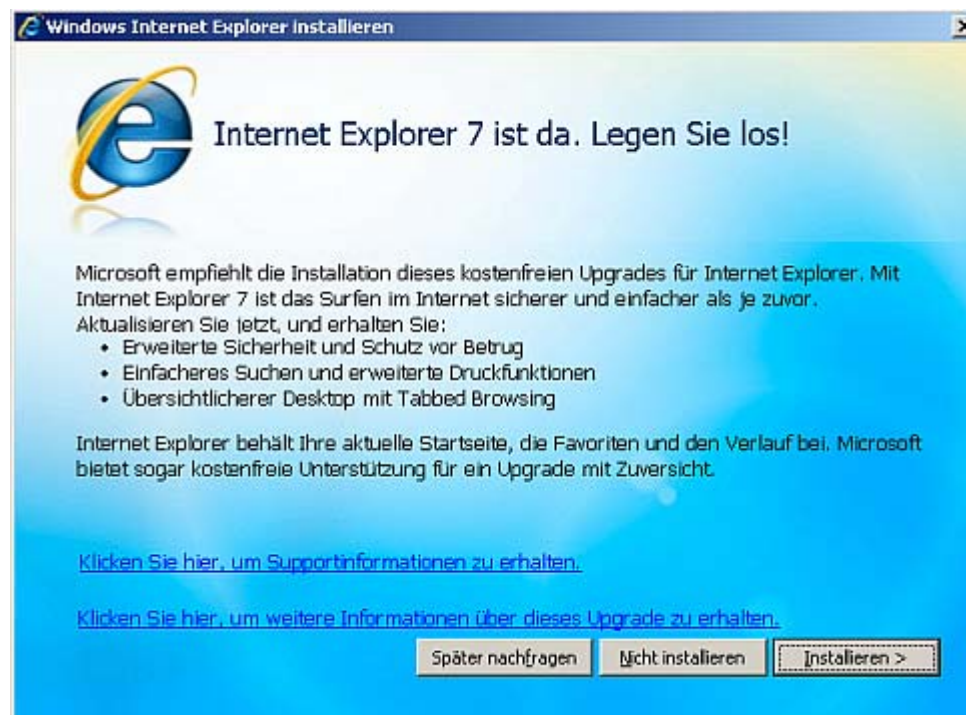 Windows Internet Explorer installieren
Internet Explorer 7 ist da. Legen Sie los!
Microsoft empfiehlt die Installation dieses kostenfreien Upgrades für Internet Explorer. Mit
Internet Explorer 7 ist das Surfen im Internet sicherer und einfacher als je zuvor.
Aktualisieren Sie jetzt, und erhalten Sie:
• Erweiterte Sicherheit und Schutz vor Betrug
• Einfacheres Suchen und erweiterte Druckfunktionen
• Übersichtlicherer Desktop mit Tabbed Browsing
Internet Explorer behält Ihre aktuelle Startseite, die Favoriten und den Verlauf bei. Microsoft
bietet sogar kostenfreie Unterstützung für ein Upgrade mit Zuversicht.
Klicken Sie hier, um Supportinformationen zu erhalten.
Klicken Sie hier, um weitere Informationen über dieses Upgrade zu erhalten.
Später nachfragen Nicht installieren Installieren >